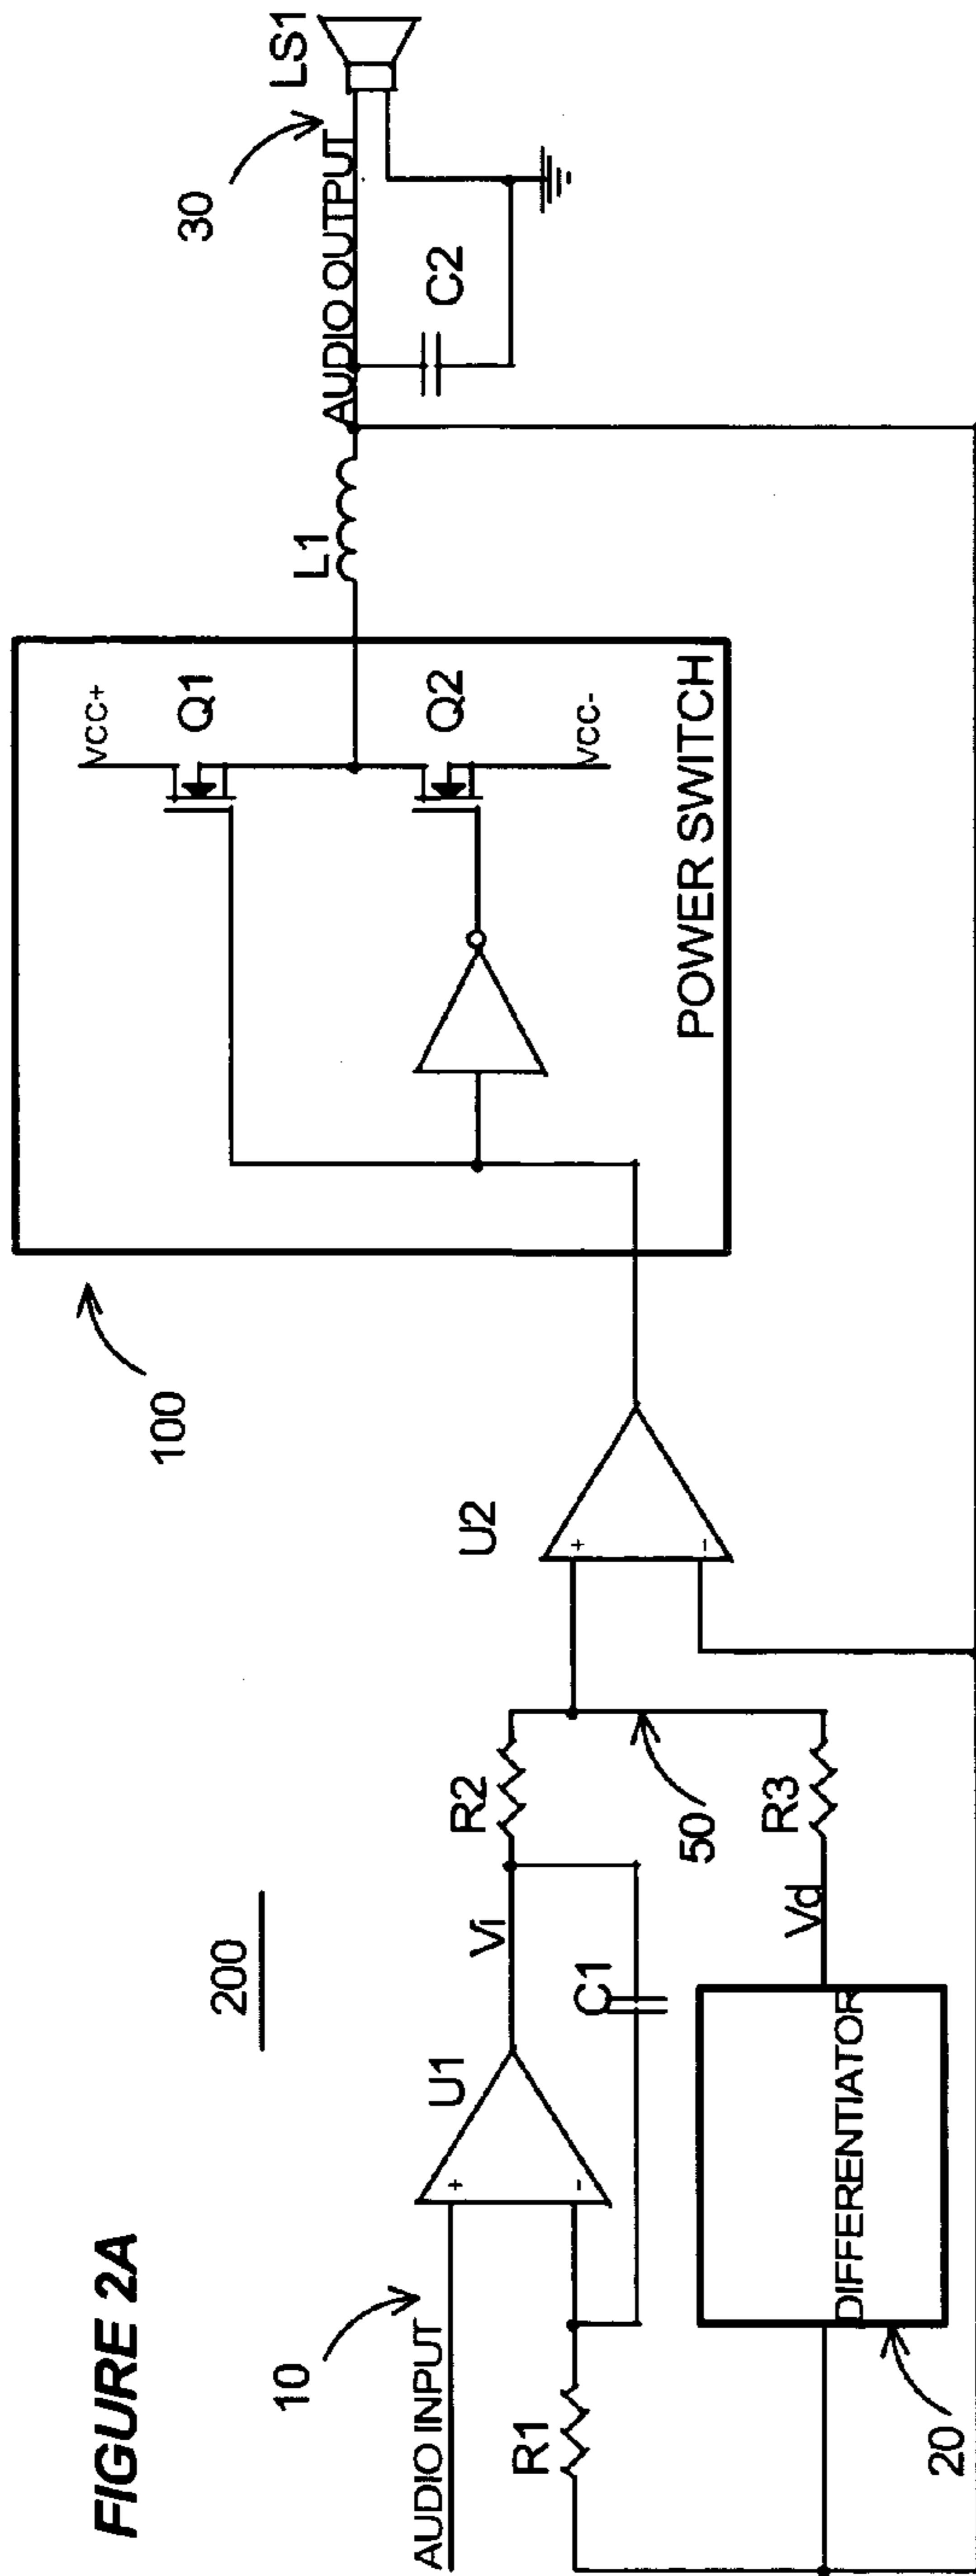 FIGURE 2A
200
100
30
LS1
AUDIO OUTPUT
C2
L1
VCC+
Q1
Q2
VCC-
POWER SWITCH
U2
+
-
R2
50
R3
Vi
Vd
C1
U1
+
-
10
AUDIO INPUT
R1
DIFFERENTIATOR
20